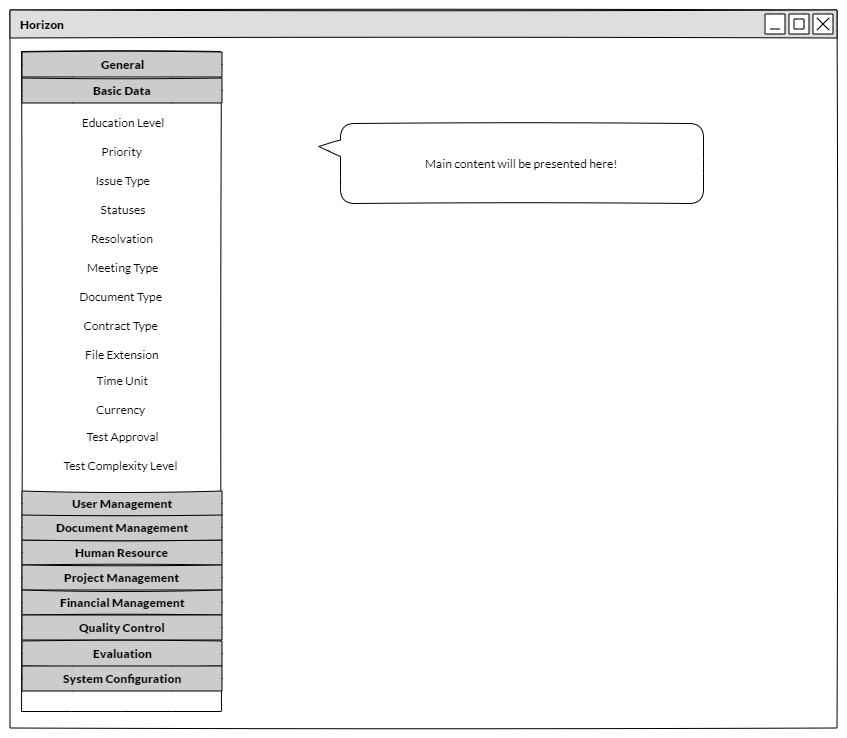 Horizon
General
Basic Data
Education Level
Priority
Issue Type
Statuses
Resolvation
Meeting Type
Document Type
Contract Type
File Extension
Time Unit
Currency
Test Approval
Test Complexity Level
User Management
Document Management
Human Resource
Project Management
Financial Management
Quality Control
Evaluation
System Configuration
Main content will be presented here!